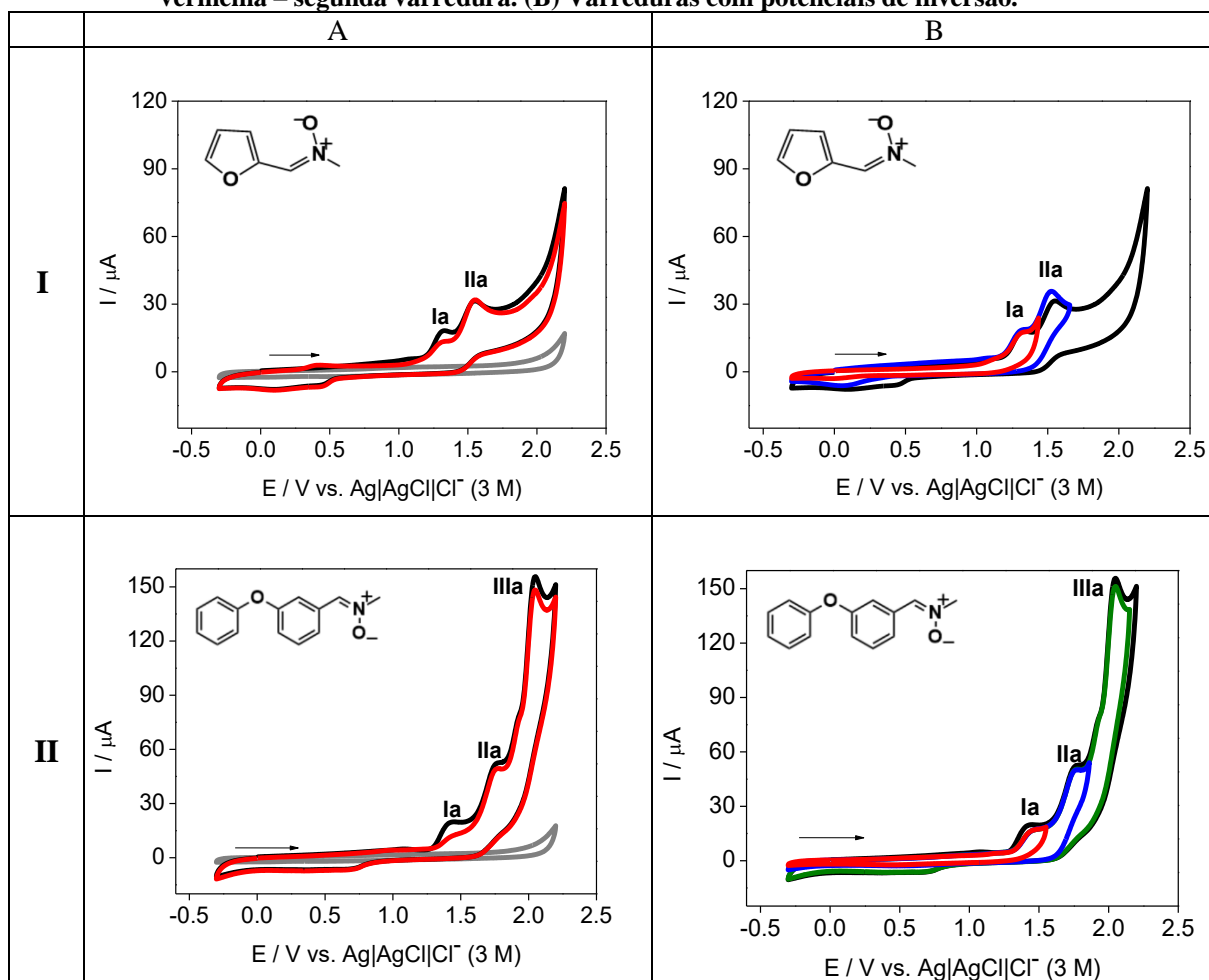 vermelha – segunda varredura. (B) Varreduras com potenciais de inversão.
A B
I
120
90
60
30
0
I / µA
-0.5 0.0 0.5 1.0 1.5 2.0 2.5
E / V vs. Ag|AgCl|Cl⁻ (3 M)
Ia
IIa
⁻O
N⁺
O
120
90
60
30
0
I / µA
-0.5 0.0 0.5 1.0 1.5 2.0 2.5
E / V vs. Ag|AgCl|Cl⁻ (3 M)
Ia
IIa
⁻O
N⁺
O
II
150
120
90
60
30
0
I / µA
-0.5 0.0 0.5 1.0 1.5 2.0 2.5
E / V vs. Ag|AgCl|Cl⁻ (3 M)
Ia
IIa
IIIa
O
N⁺
O⁻
150
120
90
60
30
0
I / µA
-0.5 0.0 0.5 1.0 1.5 2.0 2.5
E / V vs. Ag|AgCl|Cl⁻ (3 M)
Ia
IIa
IIIa
O
N⁺
O⁻